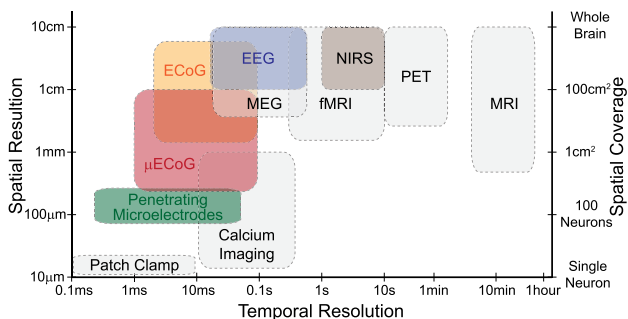 10cm
1cm
1mm
100μm
10μm
Spatial Resultion
ECoG
EEG
NIRS
PET
MEG
fMRI
MRI
μECoG
Penetrating
Microelectrodes
Calcium
Imaging
Patch Clamp
Whole
Brain
100cm²
1cm²
100
Neurons
Single
Neuron
Spatial Coverage
0.1ms
1ms
10ms
0.1s
1s
10s
1min
10min
1hour
Temporal Resolution